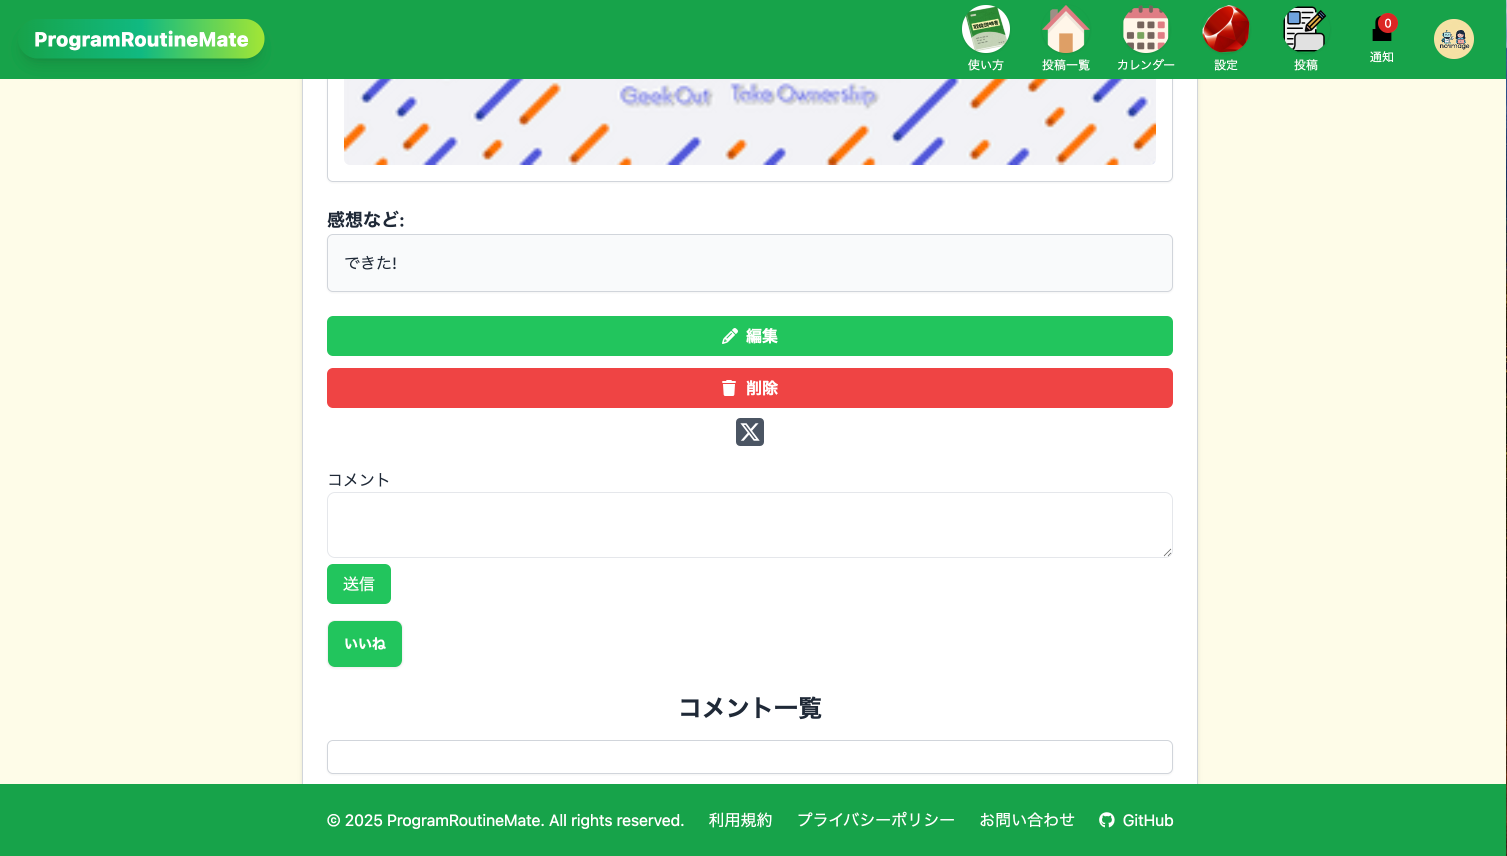 ProgramRoutineMate
使い方
投稿一覧
カレンダー
設定
投稿
0
通知
noimage
GeekOut Take Ownership
感想など:
できた!
編集
削除
コメント
送信
いいね
コメント一覧
© 2025 ProgramRoutineMate. All rights reserved. 利用規約 プライバシーポリシー お問い合わせ GitHub